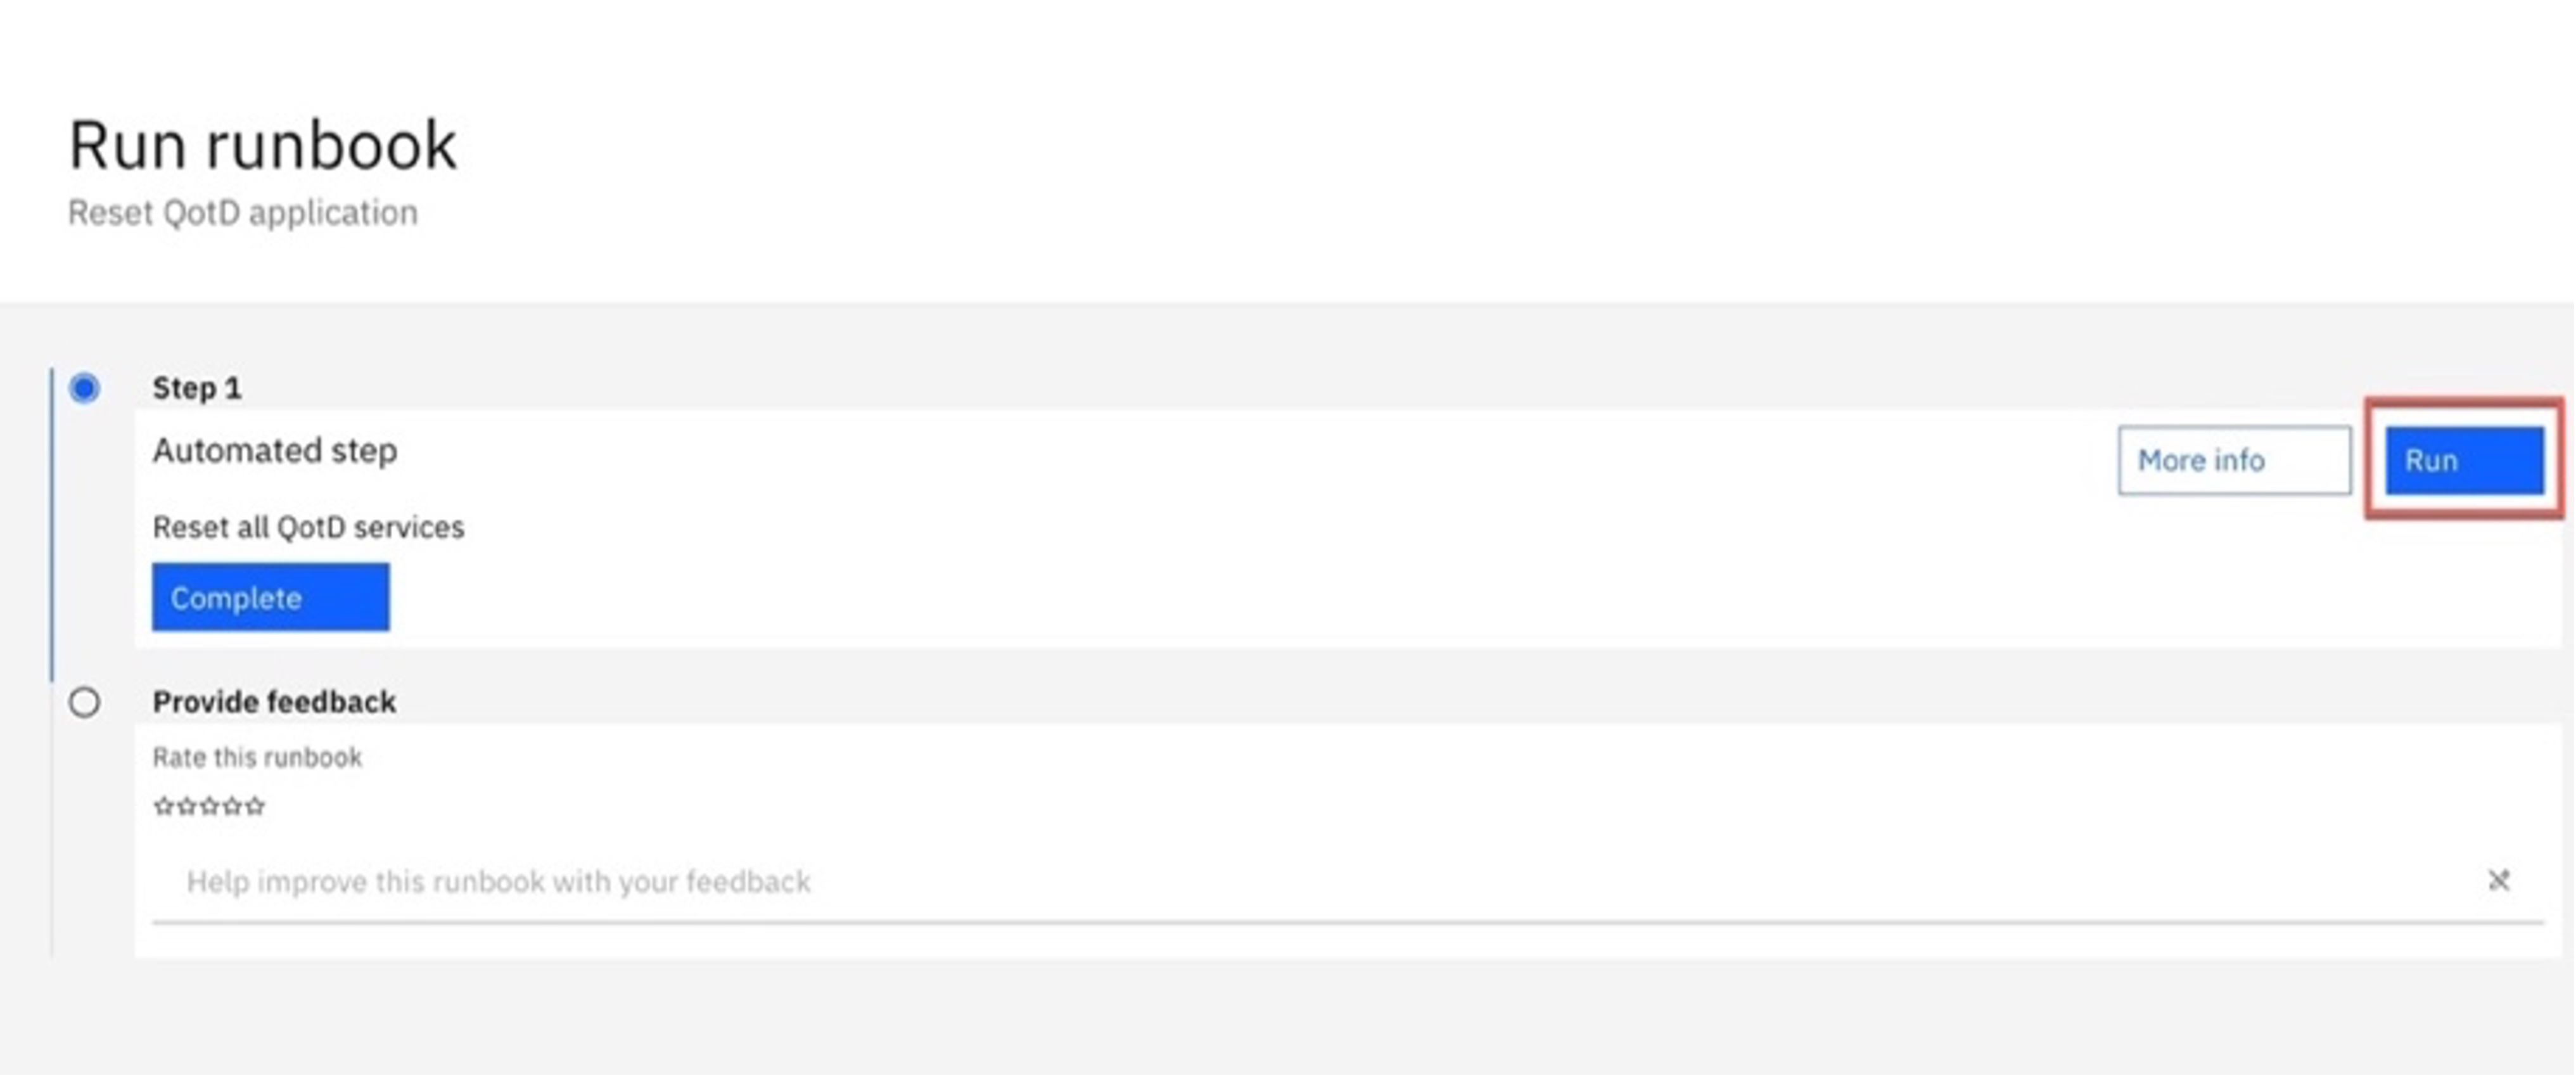 Run runbook
Reset QotD application
Step 1
Automated step
More info
Run
Reset all QotD services
Complete
Provide feedback
Rate this runbook
Help improve this runbook with your feedback